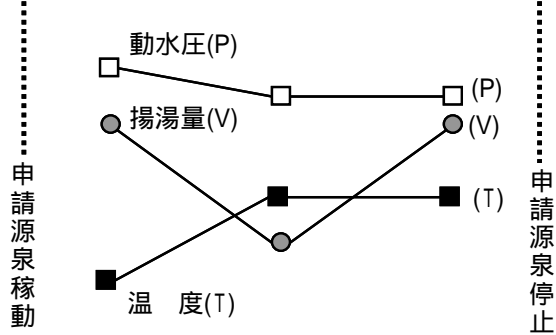 動水圧(P)
(P)
揚湯量(V)
(V)
(T)
温　度(T)
申請源泉稼動
申請源泉停止